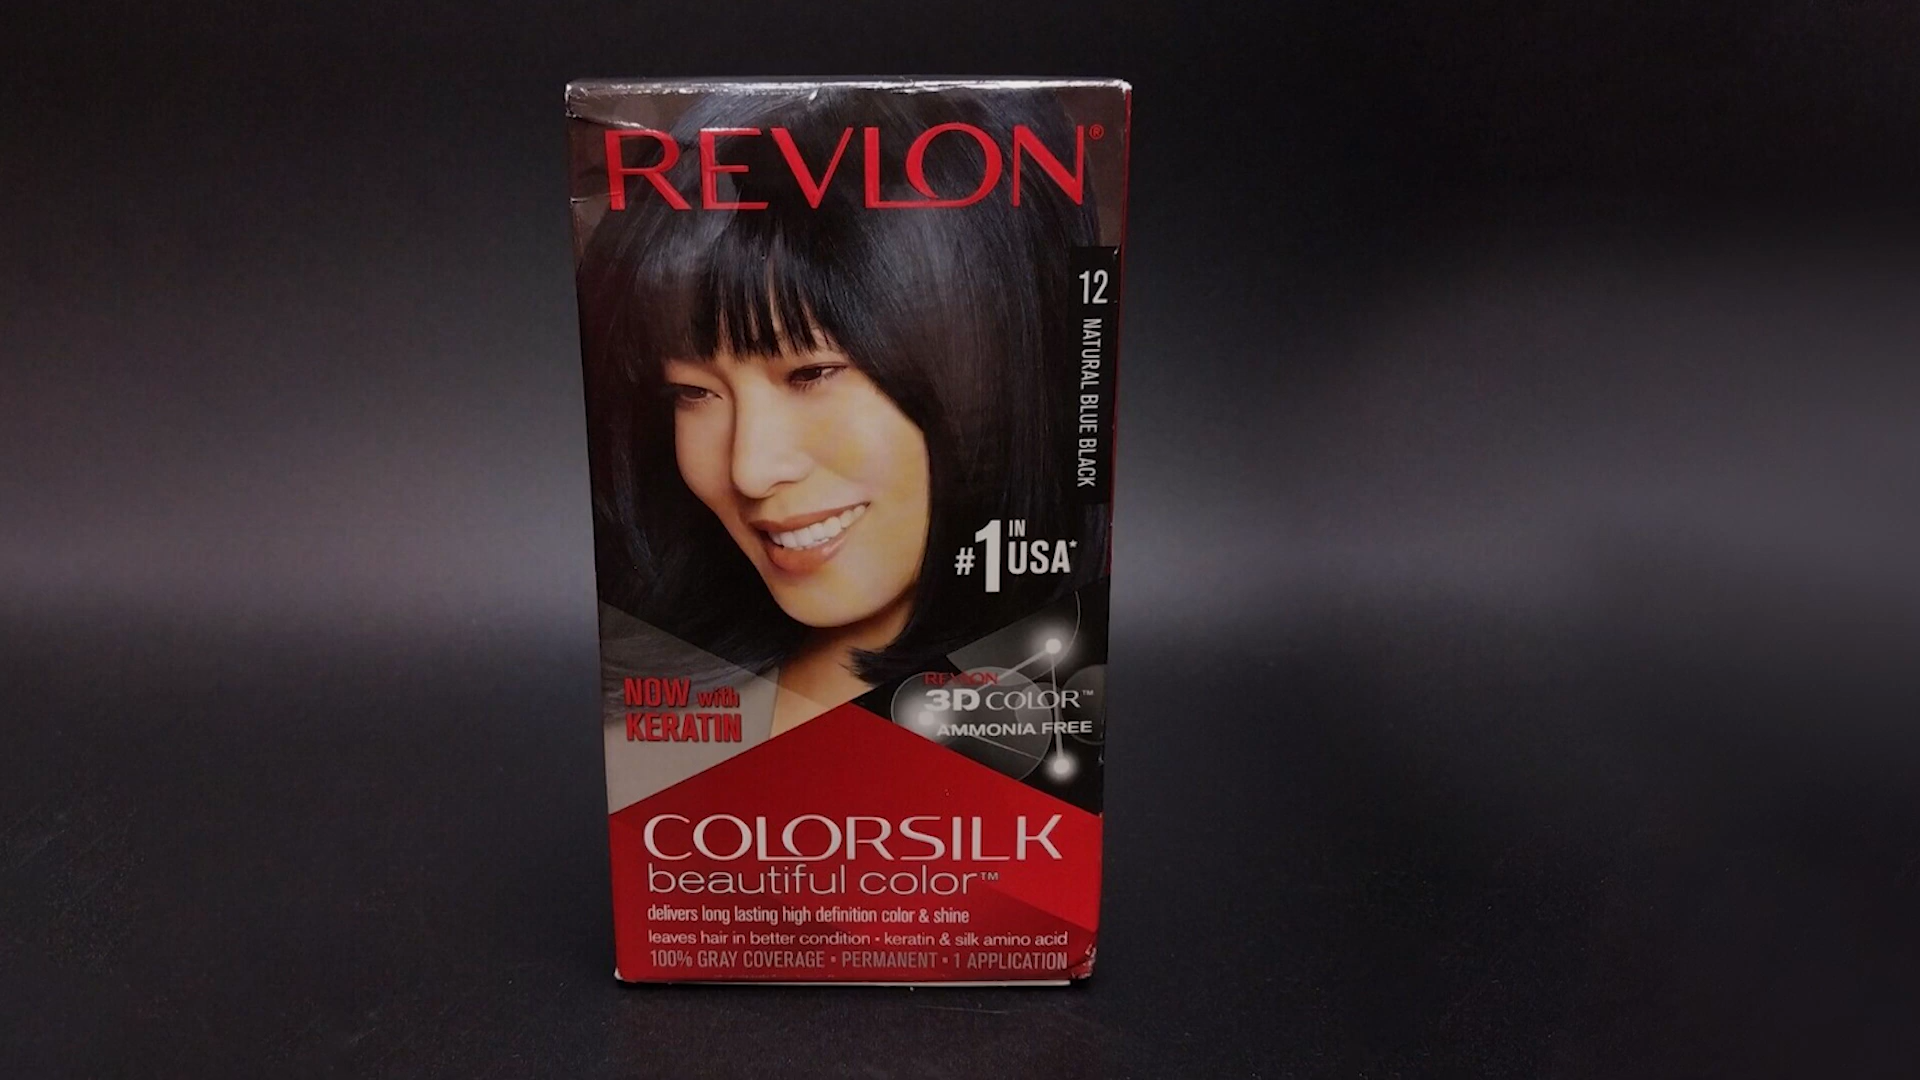 REVLON®
12
NATURAL BLUE BLACK
#1 IN USA*
NOW with
KERATIN
REVLON
3D COLOR™
AMMONIA FREE
COLORSILK
beautiful color™
delivers long lasting high definition color & shine
leaves hair in better condition • keratin & silk amino acid
100% GRAY COVERAGE • PERMANENT • 1 APPLICATION